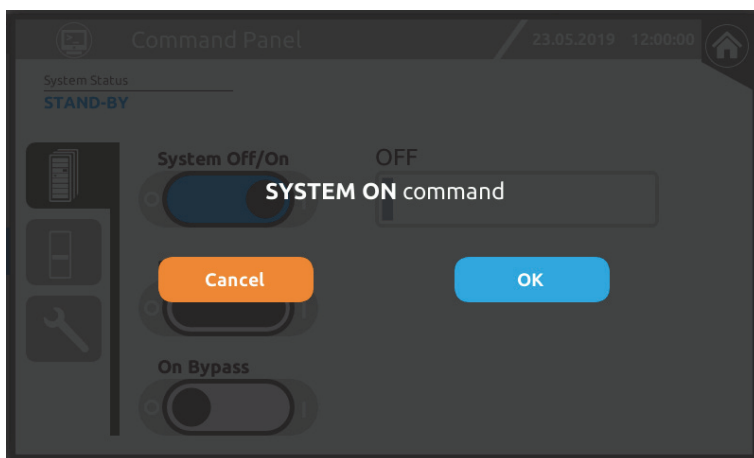 Command Panel
23.05.2019 12:00:00
System Status
STAND-BY
System Off/On
OFF
SYSTEM ON command
Cancel
OK
On Bypass